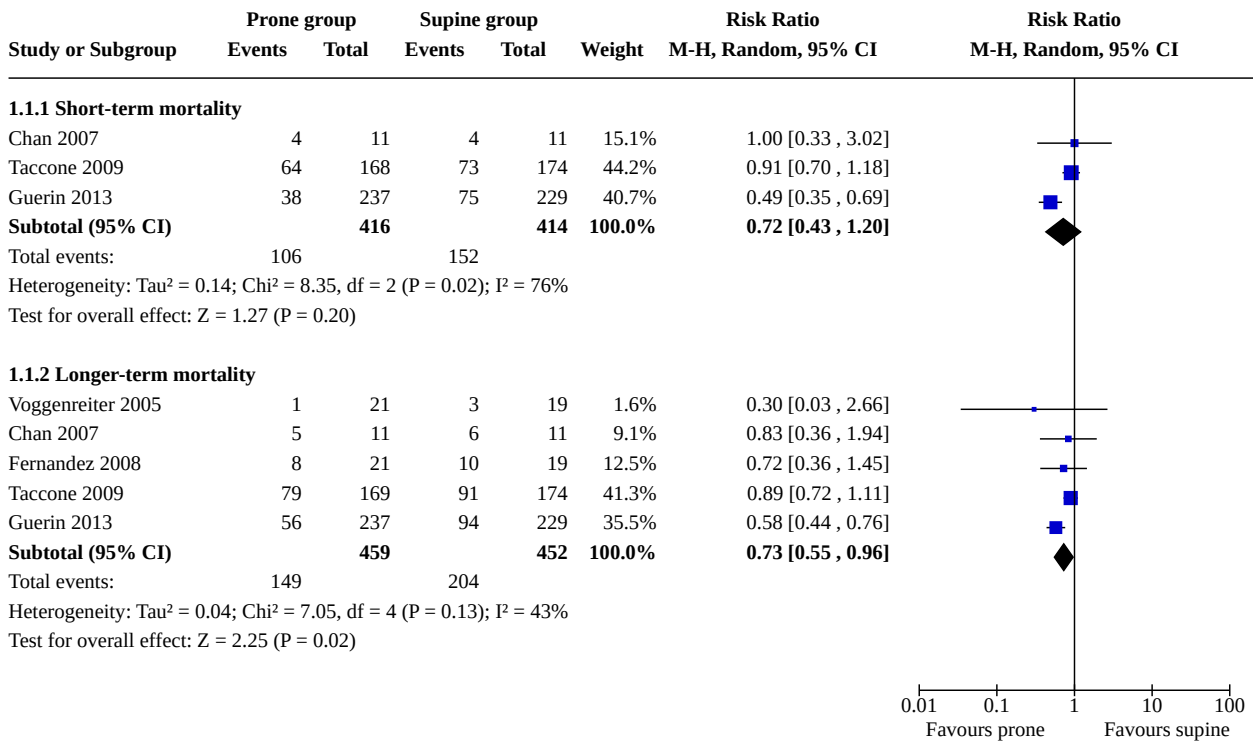 Prone group Supine group Risk Ratio Risk Ratio
Study or Subgroup Events Total Events Total Weight M-H, Random, 95% CI M-H, Random, 95% CI
1.1.1 Short-term mortality
Chan 2007 4 11 4 11 15.1% 1.00 [0.33 , 3.02]
Taccone 2009 64 168 73 174 44.2% 0.91 [0.70 , 1.18]
Guerin 2013 38 237 75 229 40.7% 0.49 [0.35 , 0.69]
Subtotal (95% CI) 416 414 100.0% 0.72 [0.43 , 1.20]
Total events: 106 152
Heterogeneity: Tau² = 0.14; Chi² = 8.35, df = 2 (P = 0.02); I² = 76%
Test for overall effect: Z = 1.27 (P = 0.20)
1.1.2 Longer-term mortality
Voggenreiter 2005 1 21 3 19 1.6% 0.30 [0.03 , 2.66]
Chan 2007 5 11 6 11 9.1% 0.83 [0.36 , 1.94]
Fernandez 2008 8 21 10 19 12.5% 0.72 [0.36 , 1.45]
Taccone 2009 79 169 91 174 41.3% 0.89 [0.72 , 1.11]
Guerin 2013 56 237 94 229 35.5% 0.58 [0.44 , 0.76]
Subtotal (95% CI) 459 452 100.0% 0.73 [0.55 , 0.96]
Total events: 149 204
Heterogeneity: Tau² = 0.04; Chi² = 7.05, df = 4 (P = 0.13); I² = 43%
Test for overall effect: Z = 2.25 (P = 0.02)
0.01 0.1 1 10 100
Favours prone Favours supine